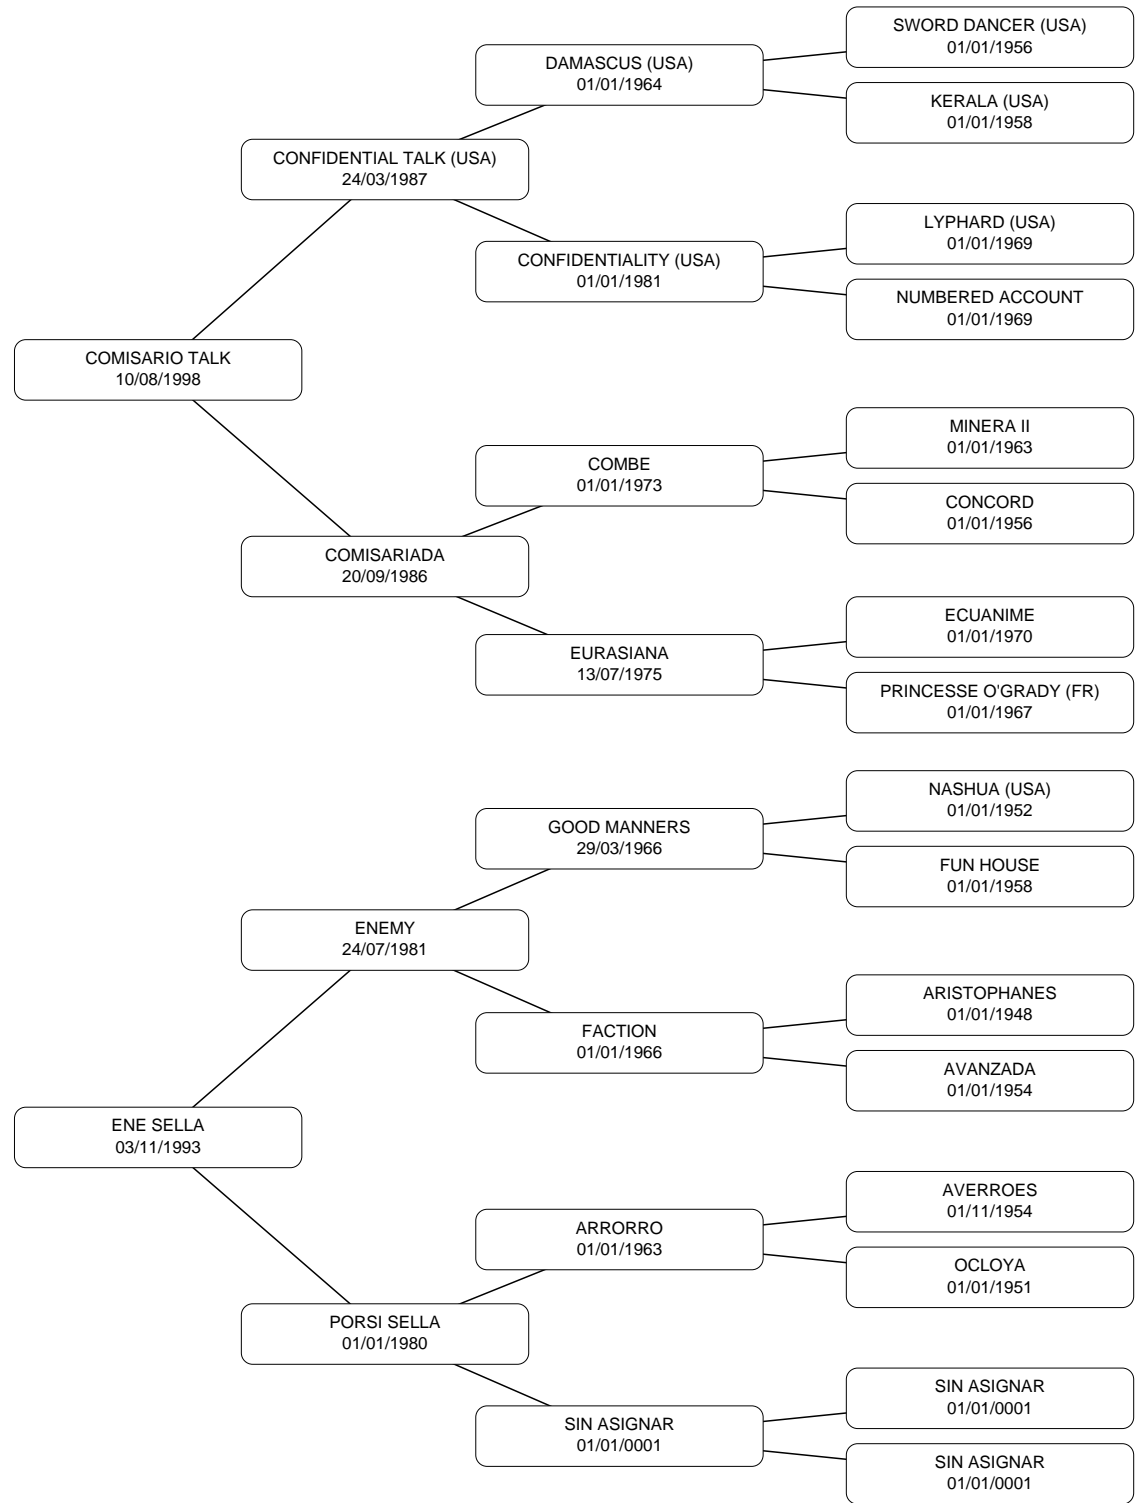 SWORD DANCER (USA)
01/01/1956
DAMASCUS (USA)
01/01/1964
KERALA (USA)
01/01/1958
CONFIDENTIAL TALK (USA)
24/03/1987
LYPHARD (USA)
01/01/1969
CONFIDENTIALITY (USA)
01/01/1981
NUMBERED ACCOUNT
01/01/1969
COMISARIO TALK
10/08/1998
MINERA II
01/01/1963
COMBE
01/01/1973
CONCORD
01/01/1956
COMISARIADA
20/09/1986
ECUANIME
01/01/1970
EURASIANA
13/07/1975
PRINCESSE O'GRADY (FR)
01/01/1967
NASHUA (USA)
01/01/1952
GOOD MANNERS
29/03/1966
FUN HOUSE
01/01/1958
ENEMY
24/07/1981
ARISTOPHANES
01/01/1948
FACTION
01/01/1966
AVANZADA
01/01/1954
ENE SELLA
03/11/1993
AVERROES
01/11/1954
ARRORRO
01/01/1963
OCLOYA
01/01/1951
PORSI SELLA
01/01/1980
SIN ASIGNAR
01/01/0001
SIN ASIGNAR
01/01/0001
SIN ASIGNAR
01/01/0001